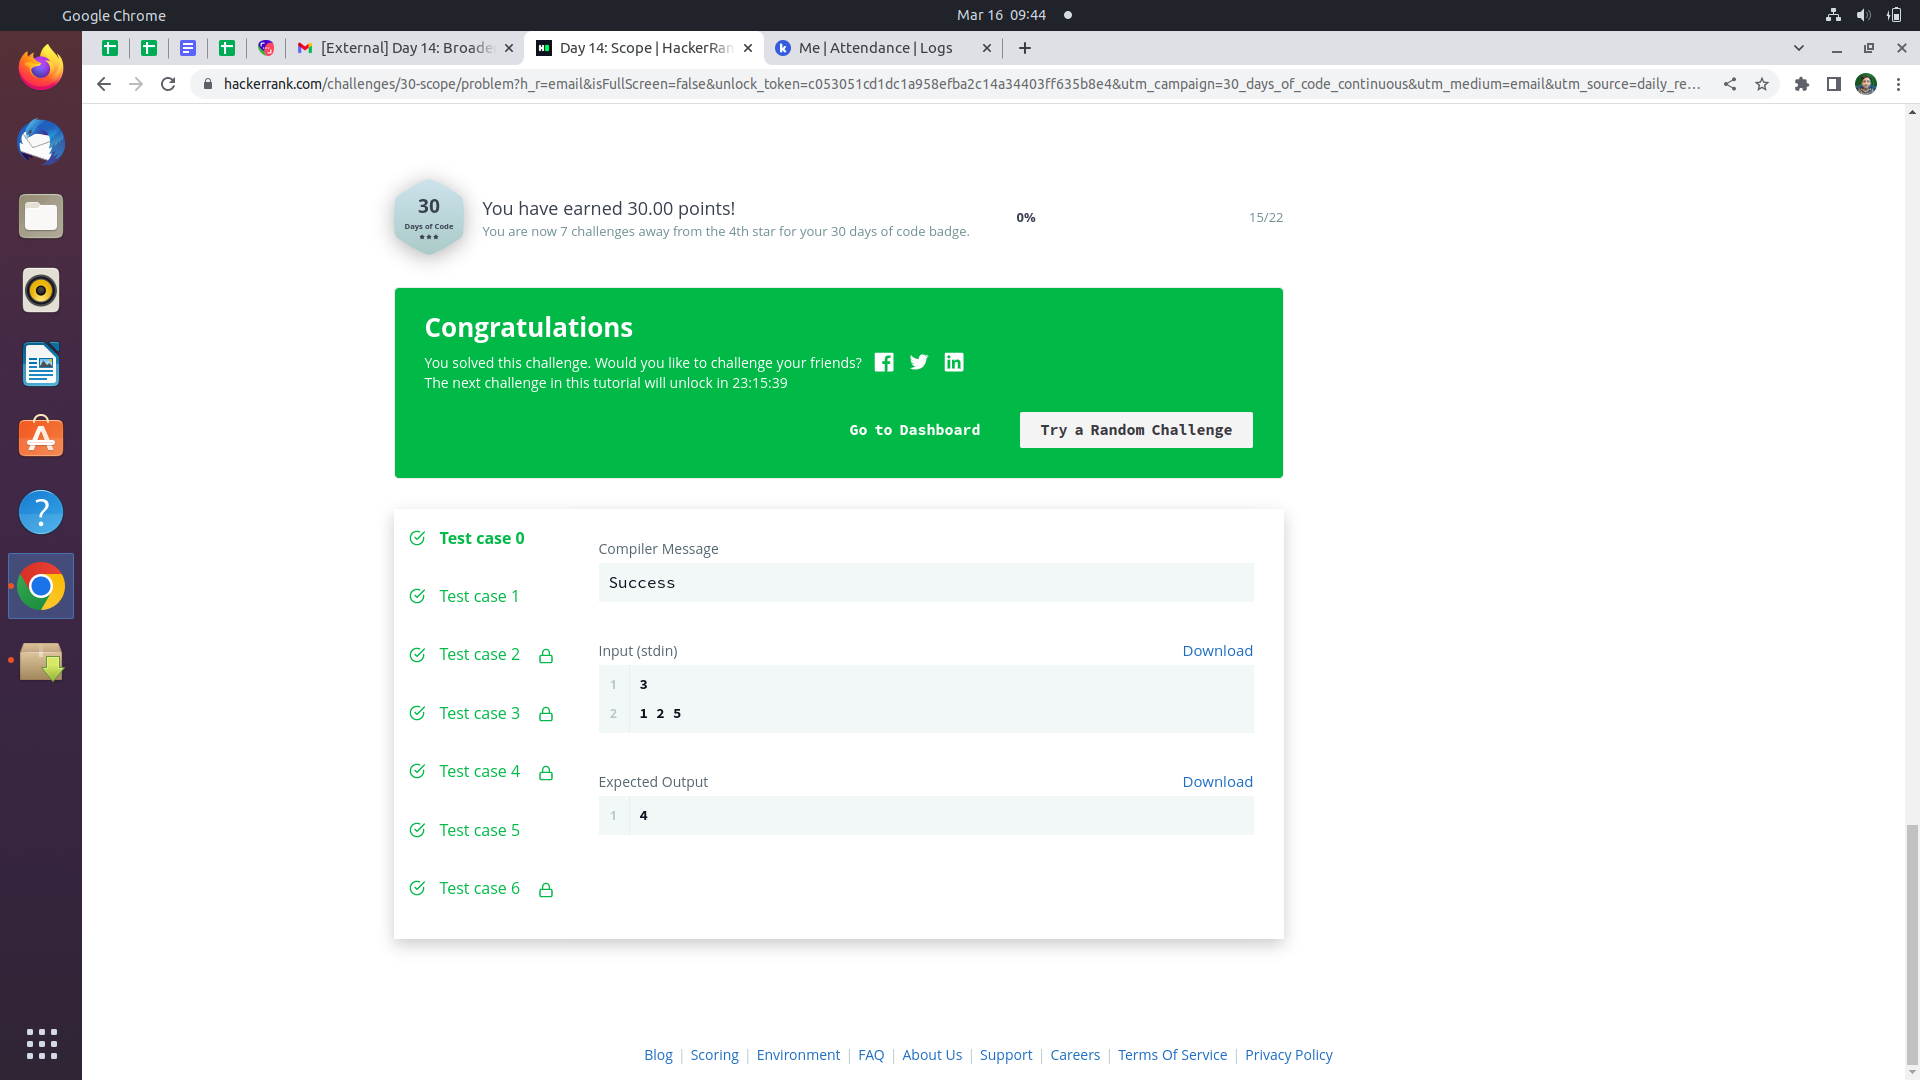 Google Chrome
Mar 16 09:44
[External] Day 14: Broade
Day 14: Scope | HackerRan
Me | Attendance | Logs
hackerrank.com/challenges/30-scope/problem?h_r=email&isFullScreen=false&unlock_token=c053051cd1dc1a958efba2c14a34403ff635b8e4&utm_campaign=30_days_of_code_continuous&utm_medium=email&utm_source=daily_re...
30
Days of Code
You have earned 30.00 points!
You are now 7 challenges away from the 4th star for your 30 days of code badge.
0%
15/22
Congratulations
You solved this challenge. Would you like to challenge your friends?
The next challenge in this tutorial will unlock in 23:15:39
Go to Dashboard
Try a Random Challenge
Test case 0
Test case 1
Test case 2
Test case 3
Test case 4
Test case 5
Test case 6
Compiler Message
Success
Input (stdin)
Download
1 3
2 1 2 5
Expected Output
Download
1 4
Blog | Scoring | Environment | FAQ | About Us | Support | Careers | Terms Of Service | Privacy Policy